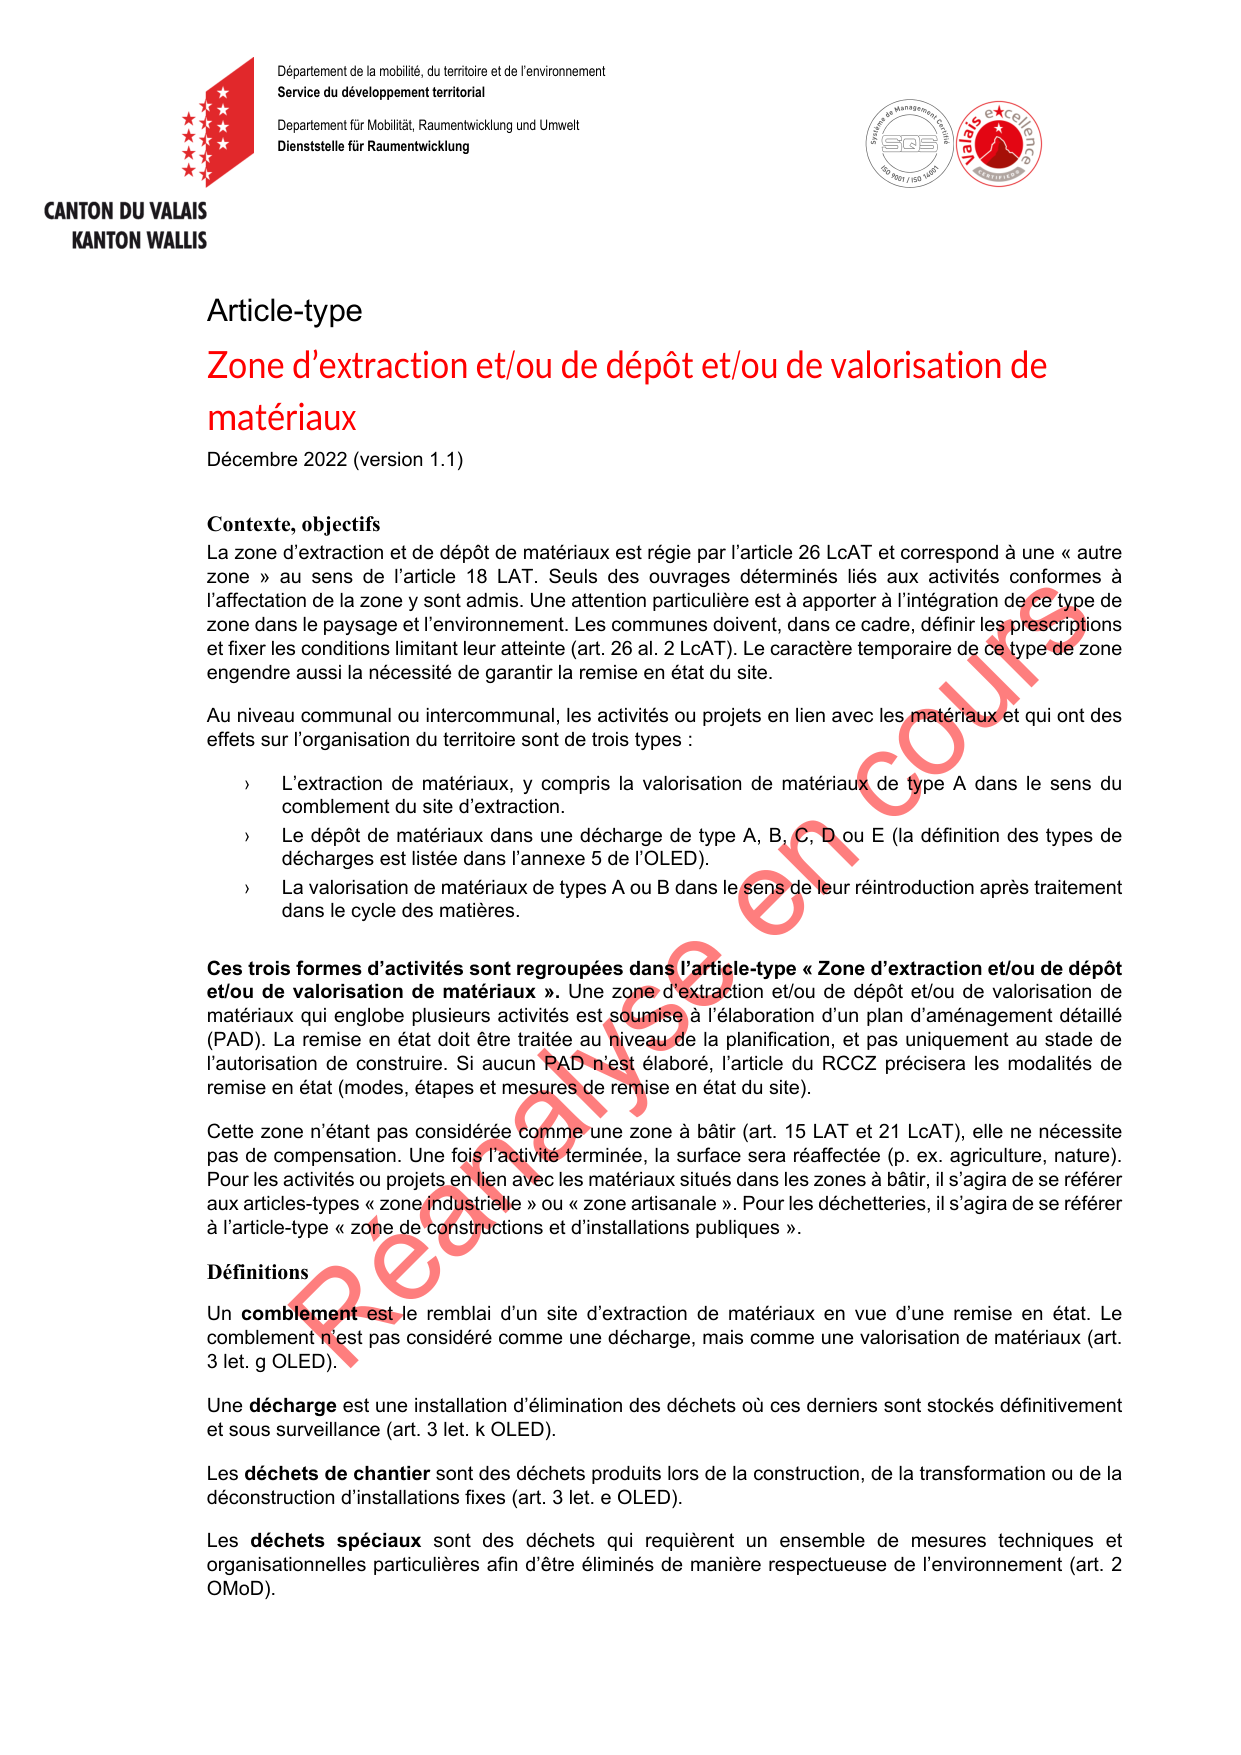 Département de la mobilité, du territoire et de l’environnement
Service du développement territorial
Departement für Mobilität, Raumentwicklung und Umwelt
Dienststelle für Raumentwicklung
Système de Management Certifié
SQS
ISO 9001 / ISO 14001
Valais excellence
CERTIFIED
CANTON DU VALAIS
KANTON WALLIS
Article-type
Zone d’extraction et/ou de dépôt et/ou de valorisation de
matériaux
Décembre 2022 (version 1.1)
Contexte, objectifs
La zone d’extraction et de dépôt de matériaux est régie par l’article 26 LcAT et correspond à une « autre
zone » au sens de l’article 18 LAT. Seuls des ouvrages déterminés liés aux activités conformes à
l’affectation de la zone y sont admis. Une attention particulière est à apporter à l’intégration de ce type de
zone dans le paysage et l’environnement. Les communes doivent, dans ce cadre, définir les prescriptions
et fixer les conditions limitant leur atteinte (art. 26 al. 2 LcAT). Le caractère temporaire de ce type de zone
engendre aussi la nécessité de garantir la remise en état du site.
Au niveau communal ou intercommunal, les activités ou projets en lien avec les matériaux et qui ont des
effets sur l’organisation du territoire sont de trois types :
› L’extraction de matériaux, y compris la valorisation de matériaux de type A dans le sens du
comblement du site d’extraction.
› Le dépôt de matériaux dans une décharge de type A, B, C, D ou E (la définition des types de
décharges est listée dans l’annexe 5 de l’OLED).
› La valorisation de matériaux de types A ou B dans le sens de leur réintroduction après traitement
dans le cycle des matières.
Ces trois formes d’activités sont regroupées dans l’article-type « Zone d’extraction et/ou de dépôt
et/ou de valorisation de matériaux ». Une zone d’extraction et/ou de dépôt et/ou de valorisation de
matériaux qui englobe plusieurs activités est soumise à l’élaboration d’un plan d’aménagement détaillé
(PAD). La remise en état doit être traitée au niveau de la planification, et pas uniquement au stade de
l’autorisation de construire. Si aucun PAD n’est élaboré, l’article du RCCZ précisera les modalités de
remise en état (modes, étapes et mesures de remise en état du site).
Cette zone n’étant pas considérée comme une zone à bâtir (art. 15 LAT et 21 LcAT), elle ne nécessite
pas de compensation. Une fois l’activité terminée, la surface sera réaffectée (p. ex. agriculture, nature).
Pour les activités ou projets en lien avec les matériaux situés dans les zones à bâtir, il s’agira de se référer
aux articles-types « zone industrielle » ou « zone artisanale ». Pour les déchetteries, il s’agira de se référer
à l’article-type « zone de constructions et d’installations publiques ».
Définitions
Un comblement est le remblai d’un site d’extraction de matériaux en vue d’une remise en état. Le
comblement n’est pas considéré comme une décharge, mais comme une valorisation de matériaux (art.
3 let. g OLED).
Une décharge est une installation d’élimination des déchets où ces derniers sont stockés définitivement
et sous surveillance (art. 3 let. k OLED).
Les déchets de chantier sont des déchets produits lors de la construction, de la transformation ou de la
déconstruction d’installations fixes (art. 3 let. e OLED).
Les déchets spéciaux sont des déchets qui requièrent un ensemble de mesures techniques et
organisationnelles particulières afin d’être éliminés de manière respectueuse de l’environnement (art. 2
OMoD).
Réanalyse en cours